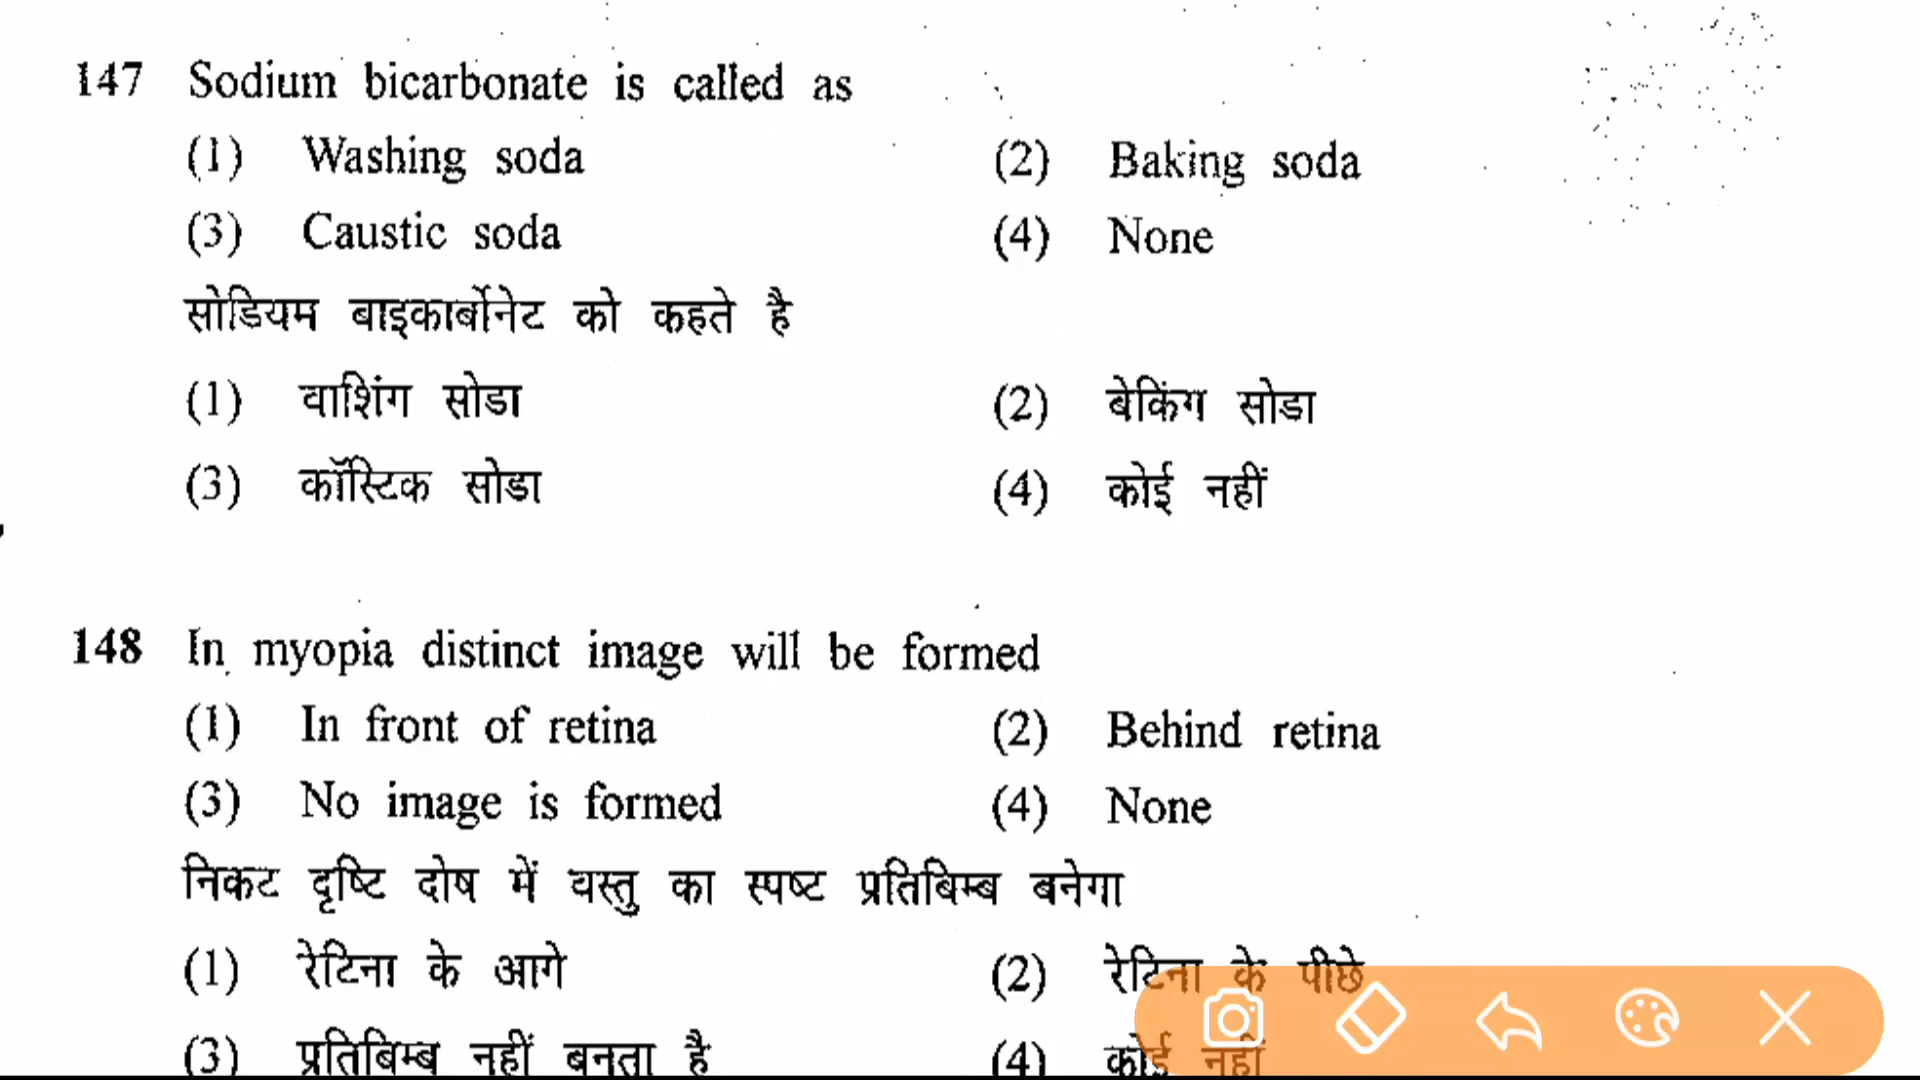 147 Sodium bicarbonate is called as
(1) Washing soda (2) Baking soda
(3) Caustic soda (4) None
सोडियम बाइकार्बोनेट को कहते है
(1) वाशिंग सोडा (2) बेकिंग सोडा
(3) कॉस्टिक सोडा (4) कोई नहीं
148 In myopia distinct image will be formed
(1) In front of retina (2) Behind retina
(3) No image is formed (4) None
निकट दृष्टि दोष में वस्तु का स्पष्ट प्रतिबिम्ब बनेगा
(1) रेटिना के आगे (2) रेटिना के पीछे
(3) प्रतिबिम्ब नहीं बनता है (4) कोई नहीं